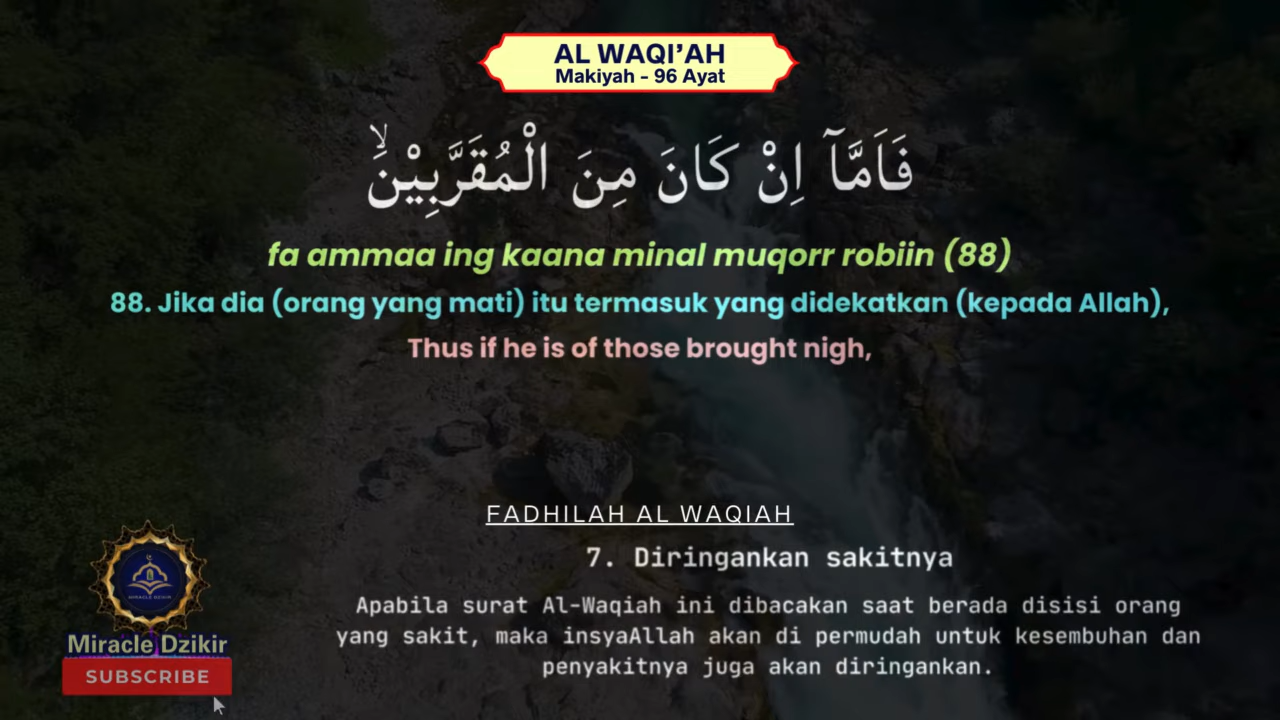 AL WAQI’AH
Makiyah - 96 Ayat
فَاَمَّآ اِنْ كَانَ مِنَ الْمُقَرَّبِيْنَۙ
fa ammaa ing kaana minal muqorr robiin (88)
88. Jika dia (orang yang mati) itu termasuk yang didekatkan (kepada Allah),
Thus if he is of those brought nigh,
FADHILAH AL WAQIAH
7. Diringankan sakitnya
Apabila surat Al-Waqiah ini dibacakan saat berada disisi orang
yang sakit, maka insyaAllah akan di permudah untuk kesembuhan dan
penyakitnya juga akan diringankan.
MIRACLE DZIKIR
Miracle Dzikir
SUBSCRIBE